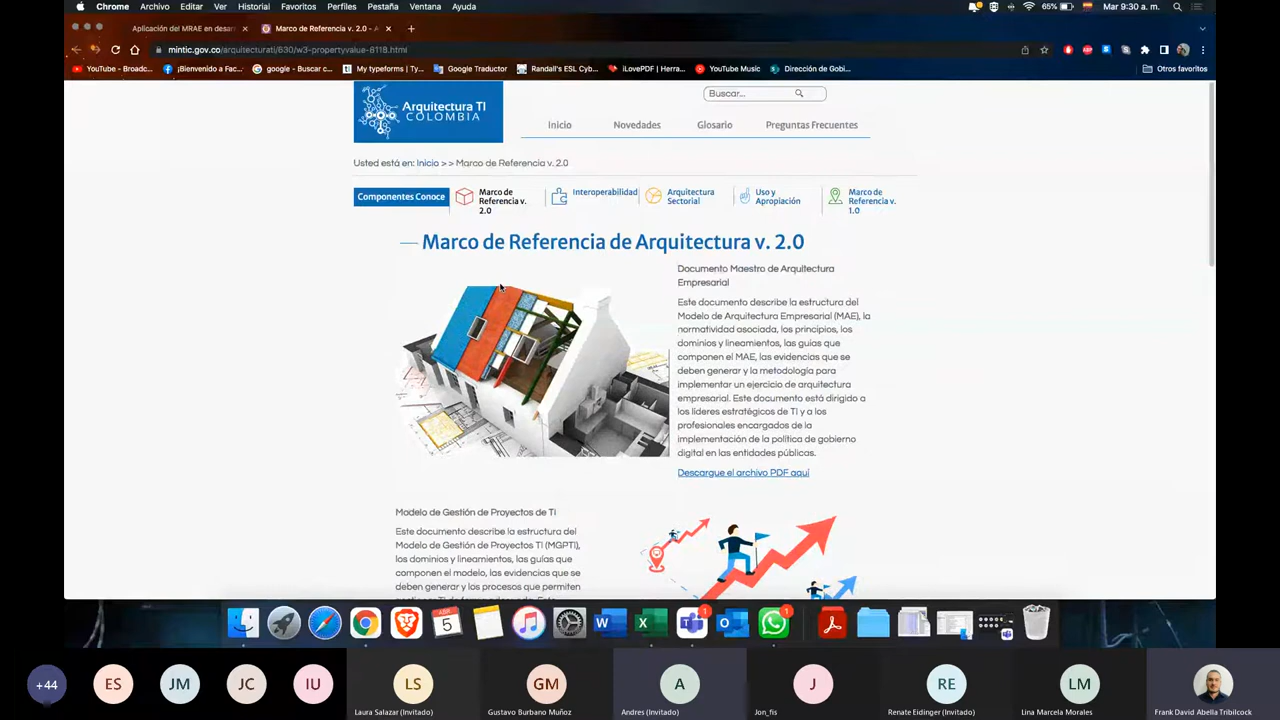 Chrome Archivo Editar Ver Historial Favoritos Perfiles Pestaña Ventana Ayuda 65% Mar 9:30 a. m.
Aplicación del MRAE en desar Marco de Referencia v. 2.0 - A
mintic.gov.co/arquitecturati/630/w3-propertyvalue-8118.html
YouTube - Broadc... ¡Bienvenido a Fac... google - Buscar c... My typeforms | Ty... Google Traductor Randall's ESL Cyb... iLovePDF | Herra... YouTube Music Dirección de Gobi... Otros favoritos
Arquitectura TI
COLOMBIA
Buscar...
Inicio Novedades Glosario Preguntas Frecuentes
Usted está en: Inicio > > Marco de Referencia v. 2.0
Componentes Conoce
Marco de
Referencia v.
2.0
Interoperabilidad
Arquitectura
Sectorial
Uso y
Apropiación
Marco de
Referencia v.
1.0
Marco de Referencia de Arquitectura v. 2.0
Documento Maestro de Arquitectura
Empresarial
Este documento describe la estructura del
Modelo de Arquitectura Empresarial (MAE), la
normatividad asociada, los principios, los
dominios y lineamientos, las guías que
componen el MAE, las evidencias que se
deben generar y la metodología para
implementar un ejercicio de arquitectura
empresarial. Este documento está dirigido a
los líderes estratégicos de TI y a los
profesionales encargados de la
implementación de la política de gobierno
digital en las entidades públicas.
Descargue el archivo PDF aquí
Modelo de Gestión de Proyectos de TI
Este documento describe la estructura del
Modelo de Gestión de Proyectos TI (MGPTI),
los dominios y lineamientos, las guías que
componen el modelo, las evidencias que se
deben generar y los procesos que permiten
ABR
5
1
1
+44 ES JM JC IU LS GM A J RE LM
Laura Salazar (Invitado) Gustavo Burbano Muñoz Andres (Invitado) Jon_fis Renate Eidinger (Invitado) Lina Marcela Morales Frank David Abella Tribilcock